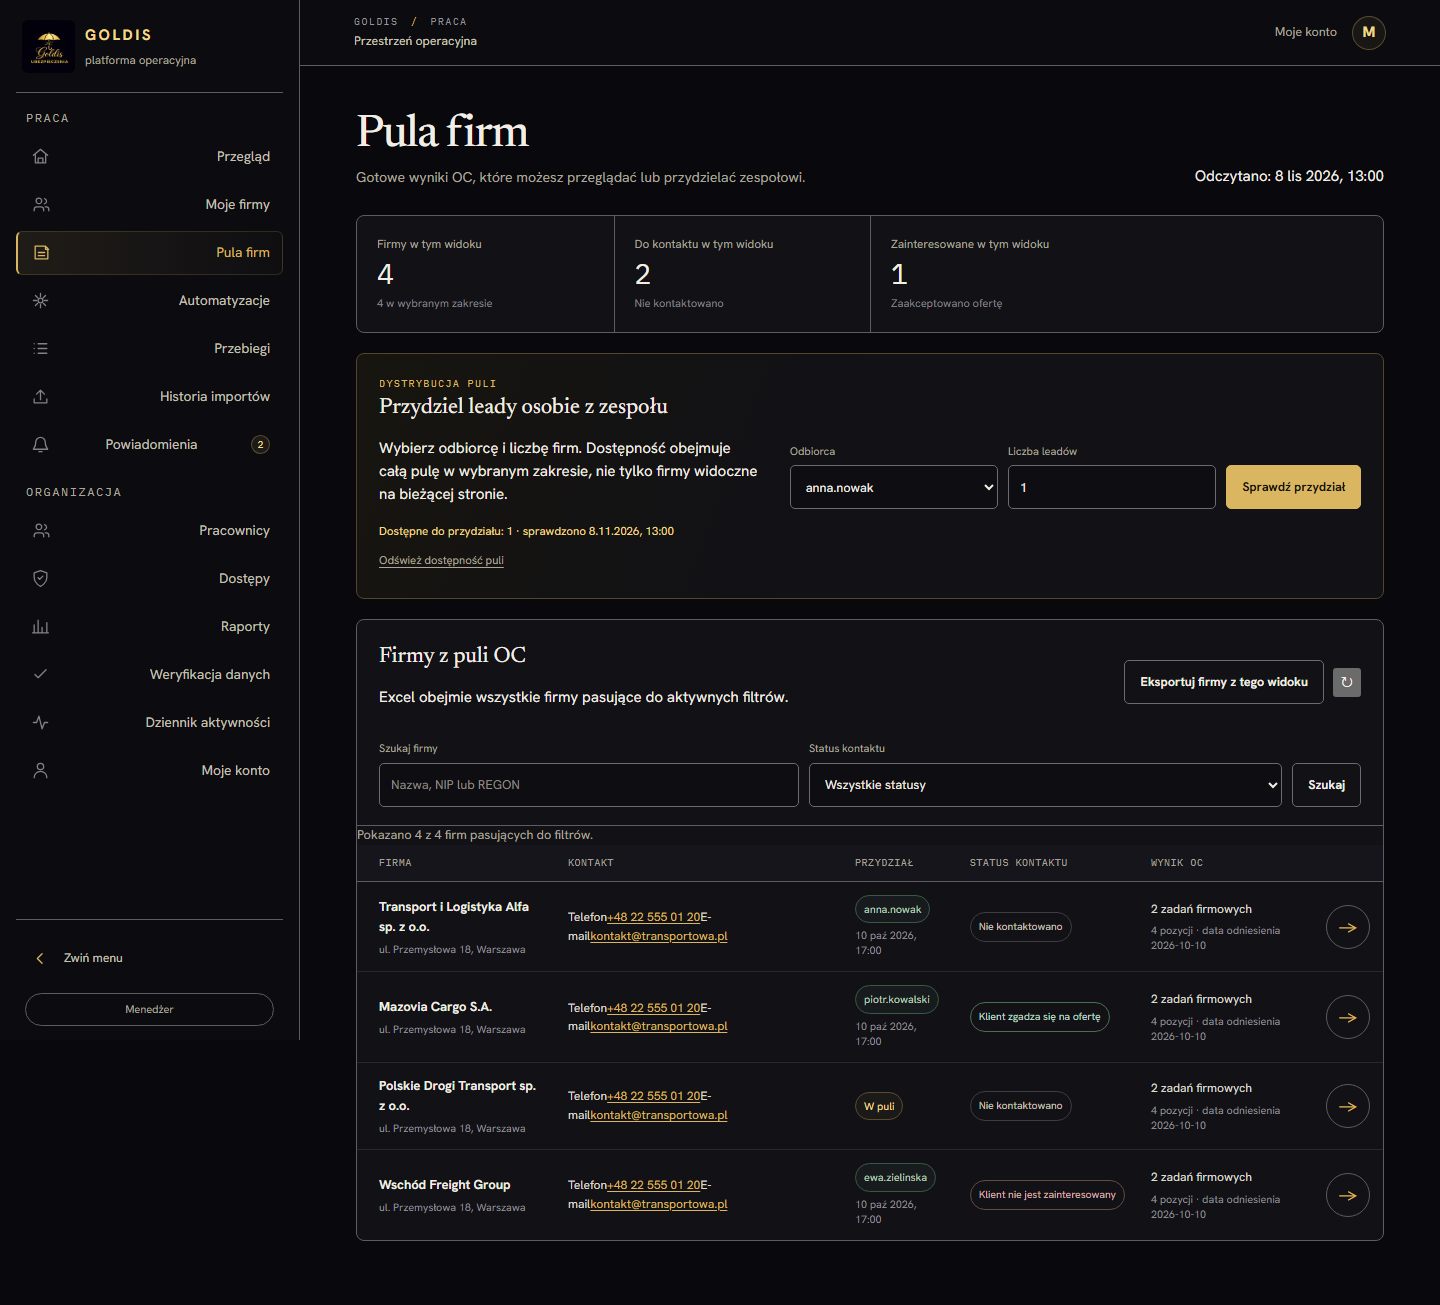 Goldis
UBEZPIECZENIA
GOLDIS
platforma operacyjna
PRACA
Przegląd
Moje firmy
Pula firm
Automatyzacje
Przebiegi
Historia importów
Powiadomienia 2
ORGANIZACJA
Pracownicy
Dostępy
Raporty
Weryfikacja danych
Dziennik aktywności
Moje konto
Zwiń menu
Menedżer
GOLDIS / PRACA
Przestrzeń operacyjna
Moje konto M
Pula firm
Gotowe wyniki OC, które możesz przeglądać lub przydzielać zespołowi.
Odczytano: 8 lis 2026, 13:00
Firmy w tym widoku
4
4 w wybranym zakresie
Do kontaktu w tym widoku
2
Nie kontaktowano
Zainteresowane w tym widoku
1
Zaakceptowano ofertę
DYSTRYBUCJA PULI
Przydziel leady osobie z zespołu
Wybierz odbiorcę i liczbę firm. Dostępność obejmuje
całą pulę w wybranym zakresie, nie tylko firmy widoczne
na bieżącej stronie.
Dostępne do przydziału: 1 · sprawdzono 8.11.2026, 13:00
Odśwież dostępność puli
Odbiorca
anna.nowak
Liczba leadów
1
Sprawdź przydział
Firmy z puli OC
Excel obejmie wszystkie firmy pasujące do aktywnych filtrów.
Eksportuj firmy z tego widoku ↻
Szukaj firmy
Nazwa, NIP lub REGON
Status kontaktu
Wszystkie statusy
Szukaj
Pokazano 4 z 4 firm pasujących do filtrów.
FIRMA KONTAKT PRZYDZIAŁ STATUS KONTAKTU WYNIK OC
Transport i Logistyka Alfa
sp. z o.o.
ul. Przemysłowa 18, Warszawa
Telefon+48 22 555 01 20E-
mailkontakt@transportowa.pl
anna.nowak
10 paź 2026,
17:00
Nie kontaktowano
2 zadań firmowych
4 pozycji · data odniesienia
2026-10-10
Mazovia Cargo S.A.
ul. Przemysłowa 18, Warszawa
Telefon+48 22 555 01 20E-
mailkontakt@transportowa.pl
piotr.kowalski
10 paź 2026,
17:00
Klient zgadza się na ofertę
2 zadań firmowych
4 pozycji · data odniesienia
2026-10-10
Polskie Drogi Transport sp.
z o.o.
ul. Przemysłowa 18, Warszawa
Telefon+48 22 555 01 20E-
mailkontakt@transportowa.pl
W puli
Nie kontaktowano
2 zadań firmowych
4 pozycji · data odniesienia
2026-10-10
Wschód Freight Group
ul. Przemysłowa 18, Warszawa
Telefon+48 22 555 01 20E-
mailkontakt@transportowa.pl
ewa.zielinska
10 paź 2026,
17:00
Klient nie jest zainteresowany
2 zadań firmowych
4 pozycji · data odniesienia
2026-10-10